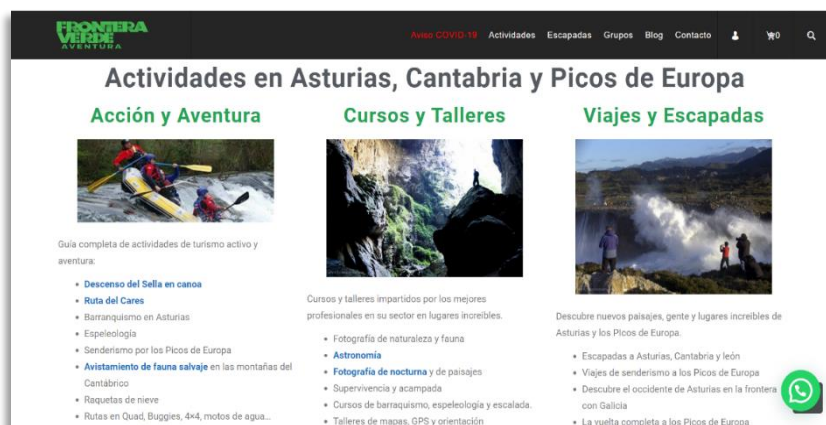 FRONTERA
VERDE
AVENTURA
Aviso COVID-19 Actividades Escapadas Grupos Blog Contacto 0
Actividades en Asturias, Cantabria y Picos de Europa
Acción y Aventura
Guía completa de actividades de turismo activo y
aventura:
• Descenso del Sella en canoa
• Ruta del Cares
• Barranquismo en Asturias
• Espeleología
• Senderismo por los Picos de Europa
• Avistamiento de fauna salvaje en las montañas del
Cantábrico
• Raquetas de nieve
• Rutas en Quad, Buggies, 4×4, motos de agua...
Cursos y Talleres
Cursos y talleres impartidos por los mejores
profesionales en su sector en lugares increíbles.
• Fotografía de naturaleza y fauna
• Astronomía
• Fotografía de nocturna y de paisajes
• Supervivencia y acampada
• Cursos de barraquismo, espeleología y escalada.
• Talleres de mapas, GPS y orientación
Viajes y Escapadas
Descubre nuevos paisajes, gente y lugares increibles de
Asturias y los Picos de Europa.
• Escapadas a Asturias, Cantabria y león
• Viajes de senderismo a los Picos de Europa
• Descubre el occidente de Asturias en la frontera
con Galicia
• La vuelta completa a los Picos de Europa